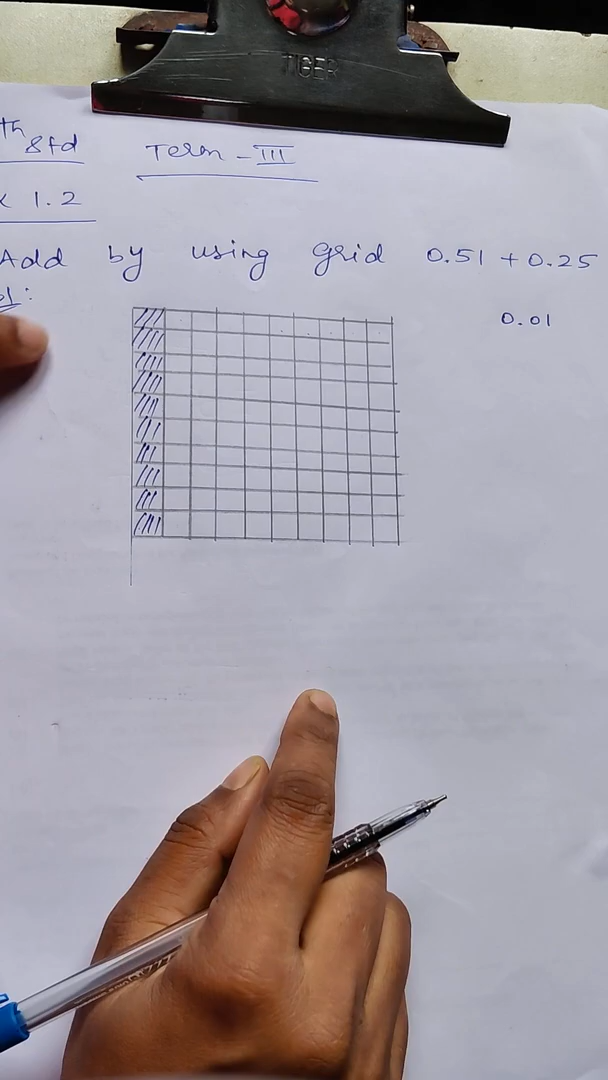 TIGER
th
Std
Term - III
x 1.2
Add by using grid 0.51 + 0.25
0.01